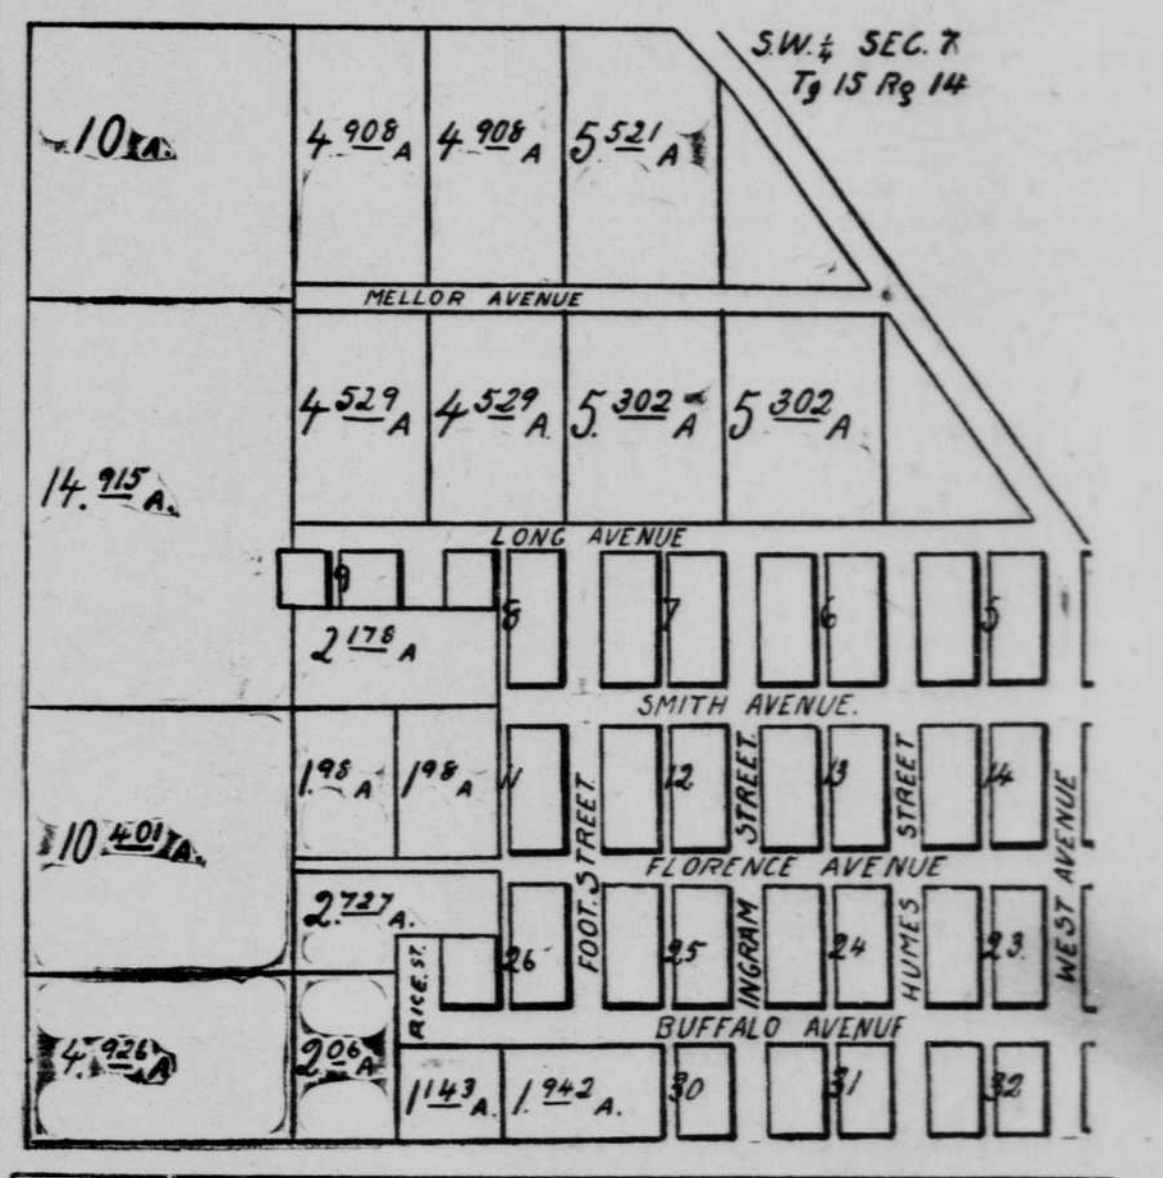 S.W. ¼ SEC. 7
Tg 15 Rg 14
10 A.
4 908 A
4 908 A
5 521 A
MELLOR AVENUE
4 529 A
4 529 A.
5. 302 A
5 302 A
14. 915 A.
LONG AVENUE
9
8
7
6
5
2 178 A
SMITH AVENUE.
1. 98 A
1 98 A
11
12
13
14
FOOT. STREET.
INGRAM STREET.
HUMES STREET
WEST AVENUE
10 401 A.
FLORENCE AVENUE
2. 727 A.
RICE. ST.
26
25
24
23.
BUFFALO AVENUE
4. 926 A
2 06 A
1 143 A.
1. 942 A.
30
31
32